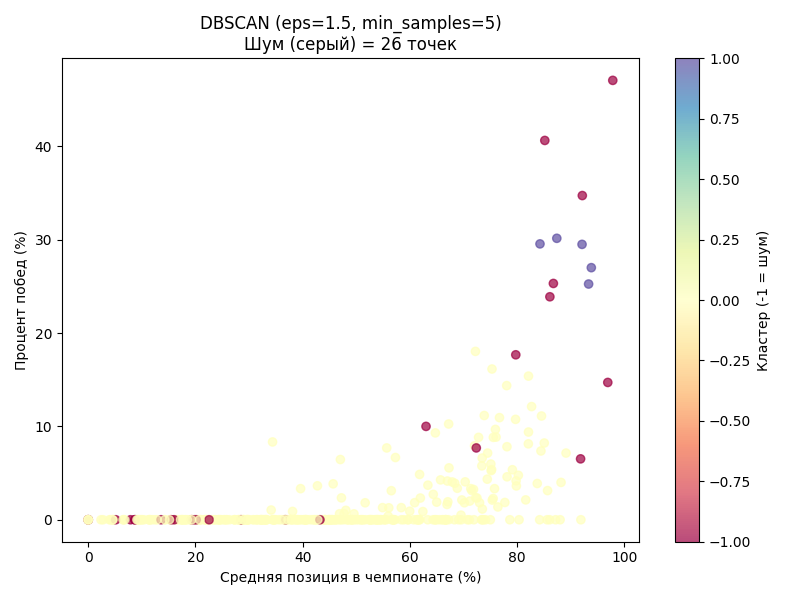 DBSCAN (eps=1.5, min_samples=5)
Шум (серый) = 26 точек
Процент побед (%)
40
30
20
10
0
0 20 40 60 80 100
Средняя позиция в чемпионате (%)
1.00
0.75
0.50
0.25
0.00
−0.25
−0.50
−0.75
−1.00
Кластер (-1 = шум)